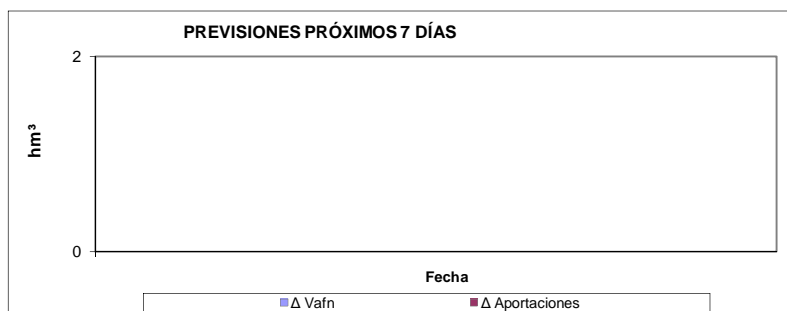 PREVISIONES PRÓXIMOS 7 DÍAS
2
hm³
0
Fecha
Δ Vafn
Δ Aportaciones